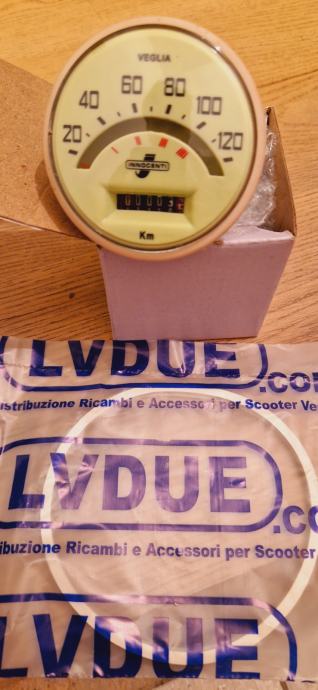 VEGLIA
20 40 60 80 100 120
INNOCENTI
Km
LVDUE.co
istribuzione Ricambi e Accessori per Scooter Ve
LVDUE.co
ibuzione Ricambi e Accessori per Scooter
LVDUE